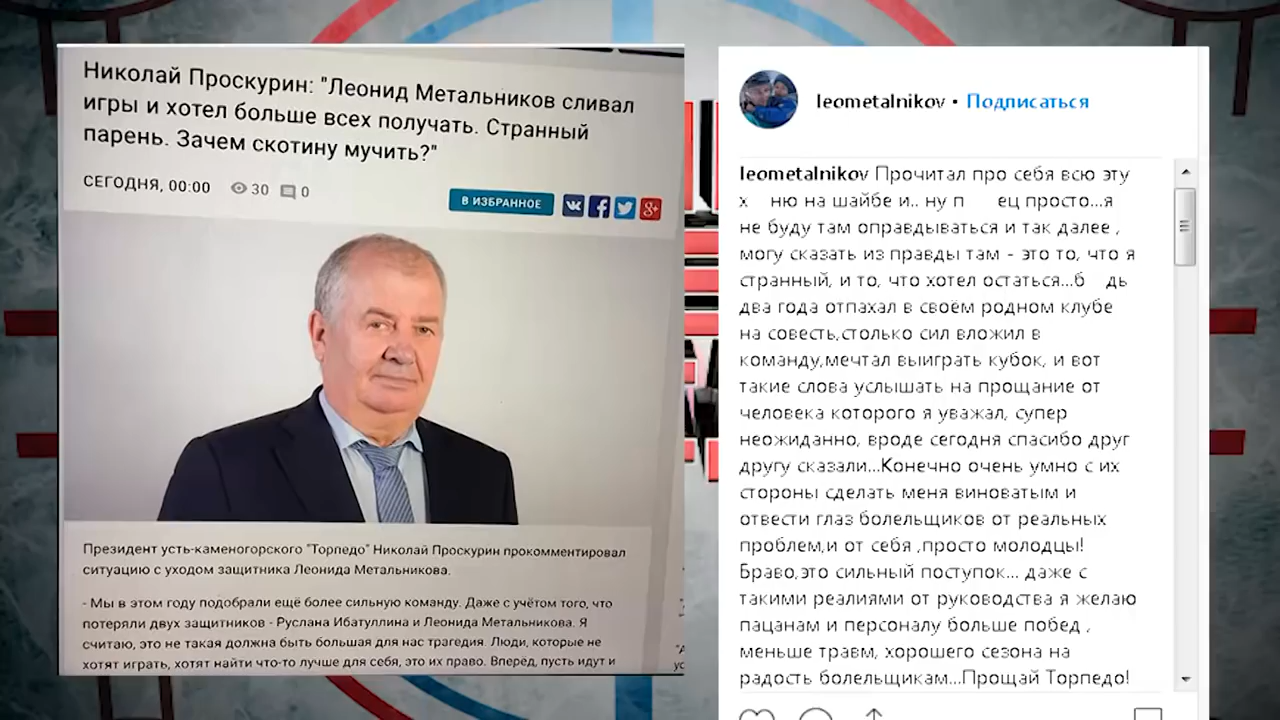 Николай Проскурин: "Леонид Метальников сливал
игры и хотел больше всех получать. Странный
парень. Зачем скотину мучить?"
СЕГОДНЯ, 00:00 30 0
В ИЗБРАННОЕ
Президент усть-каменогорского "Торпедо" Николай Проскурин прокомментировал
ситуацию с уходом защитника Леонида Метальникова.
- Мы в этом году подобрали ещё более сильную команду. Даже с учётом того, что
потеряли двух защитников - Руслана Ибатуллина и Леонида Метальникова. Я
считаю, это не такая должна быть большая для нас трагедия. Люди, которые не
хотят играть, хотят найти что-то лучше для себя, это их право. Вперёд, пусть идут и
leometalnikov • Подписаться
leometalnikov Прочитал про себя всю эту
х ню на шайбе и.. ну п ец просто...я
не буду там оправдываться и так далее ,
могу сказать из правды там - это то, что я
странный, и то, что хотел остаться...б дь
два года отпахал в своём родном клубе
на совесть,столько сил вложил в
команду,мечтал выиграть кубок, и вот
такие слова услышать на прощание от
человека которого я уважал, супер
неожиданно, вроде сегодня спасибо друг
другу сказали...Конечно очень умно с их
стороны сделать меня виноватым и
отвести глаз болельщиков от реальных
проблем,и от себя ,просто молодцы!
Браво,это сильный поступок... даже с
такими реалиями от руководства я желаю
пацанам и персоналу больше побед ,
меньше травм, хорошего сезона на
радость болельщикам...Прощай Торпедо!